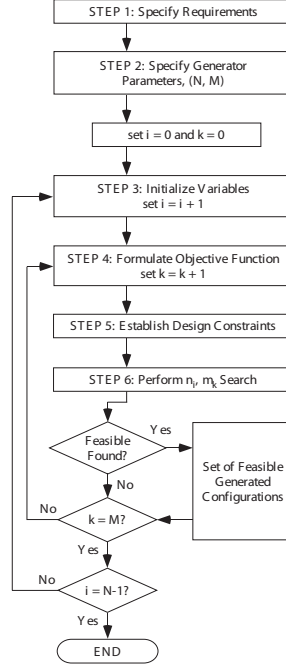 STEP 1: Specify Requirements
STEP 2: Specify Generator
Parameters, (N, M)
set i = 0 and k = 0
STEP 3: Initialize Variables
set i = i + 1
STEP 4: Formulate Objective Function
set k = k + 1
STEP 5: Establish Design Constraints
STEP 6: Perform nᵢ, mₖ Search
Feasible
Found?
Yes
No
Set of Feasible
Generated
Configurations
k = M?
No
Yes
i = N-1?
No
Yes
END